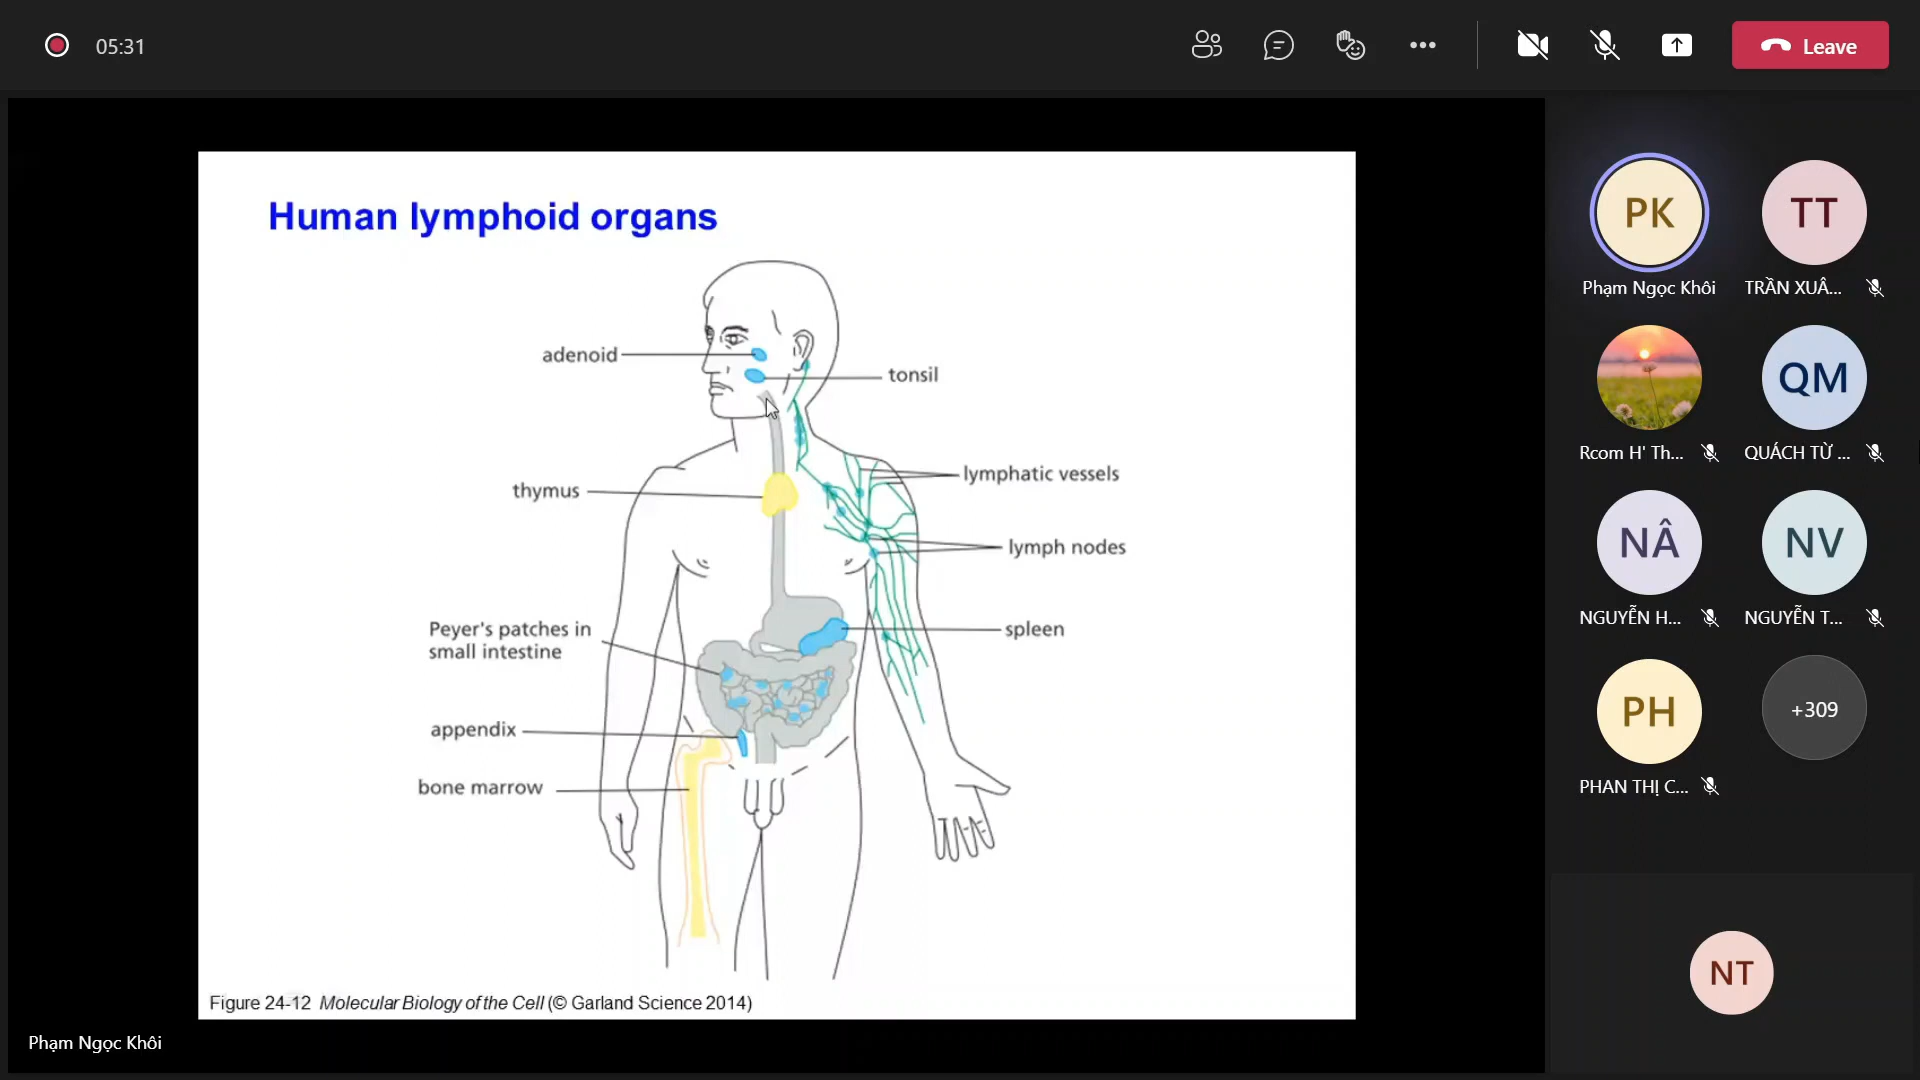 05:31
Leave
Human lymphoid organs
adenoid
tonsil
lymphatic vessels
thymus
lymph nodes
Peyer's patches in
small intestine
spleen
appendix
bone marrow
Figure 24-12 Molecular Biology of the Cell (© Garland Science 2014)
Phạm Ngọc Khôi
PK
TT
Phạm Ngọc Khôi
TRẦN XUÂ...
QM
Rcom H' Th...
QUÁCH TỪ ...
NÂ
NV
NGUYỄN H...
NGUYỄN T...
PH
+309
PHAN THỊ C...
NT